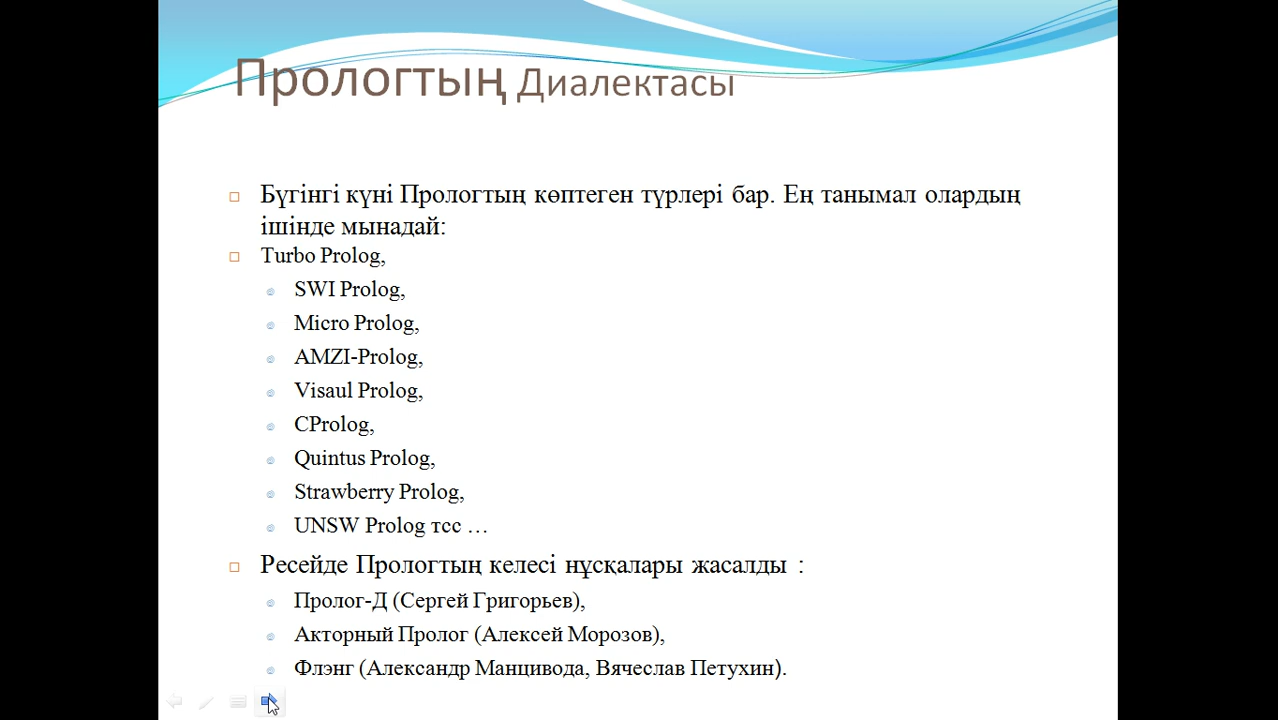 Прологтың Диалектасы
Бүгінгі күні Прологтың көптеген түрлері бар. Ең танымал олардың
ішінде мынадай:
Turbo Prolog,
SWI Prolog,
Micro Prolog,
AMZI-Prolog,
Visaul Prolog,
CProlog,
Quintus Prolog,
Strawberry Prolog,
UNSW Prolog тсс …
Ресейде Прологтың келесі нұсқалары жасалды :
Пролог-Д (Сергей Григорьев),
Акторный Пролог (Алексей Морозов),
Флэнг (Александр Манцивода, Вячеслав Петухин).